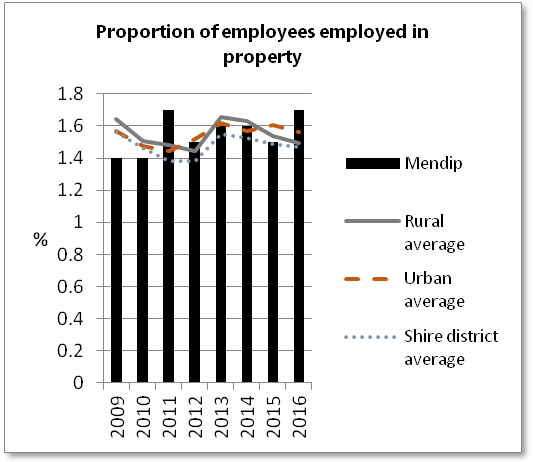 Proportion of employees employed in
property
1.8
1.6
1.4
1.2
1
0.8
0.6
0.4
0.2
0
%
2009
2010
2011
2012
2013
2014
2015
2016
Mendip
Rural
average
Urban
average
Shire district
average